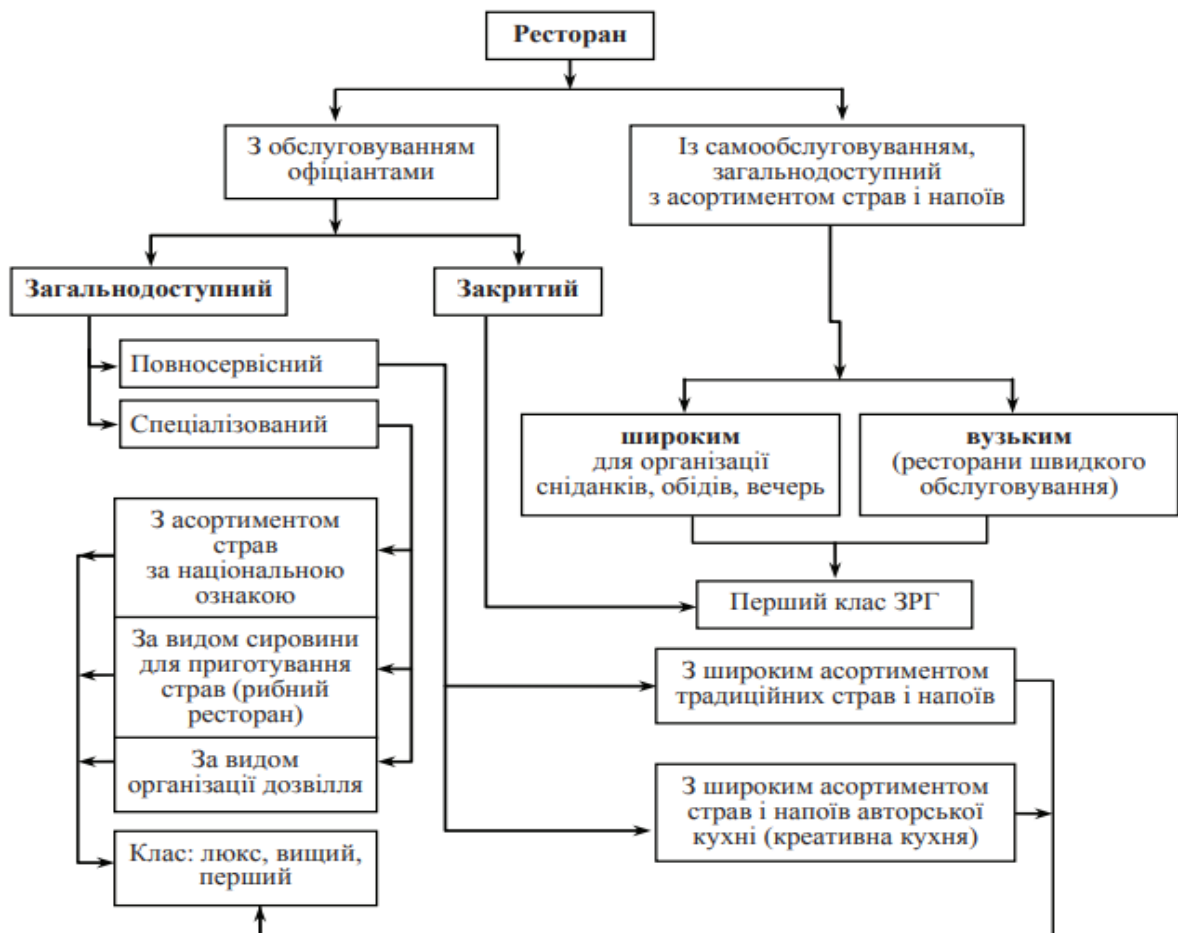 Ресторан
З обслуговуванням
офіціантами
Із самообслуговуванням,
загальнодоступний
з асортиментом страв і напоїв
Загальнодоступний
Закритий
Повносервісний
Спеціалізований
широким
для організації
сніданків, обідів, вечерь
вузьким
(ресторани швидкого
обслуговування)
З асортиментом
страв
за національною
ознакою
Перший клас ЗРГ
За видом сировини
для приготування
страв (рибний
ресторан)
З широким асортиментом
традиційних страв і напоїв
За видом
організації дозвілля
З широким асортиментом
страв і напоїв авторської
кухні (креативна кухня)
Клас: люкс, вищий,
перший